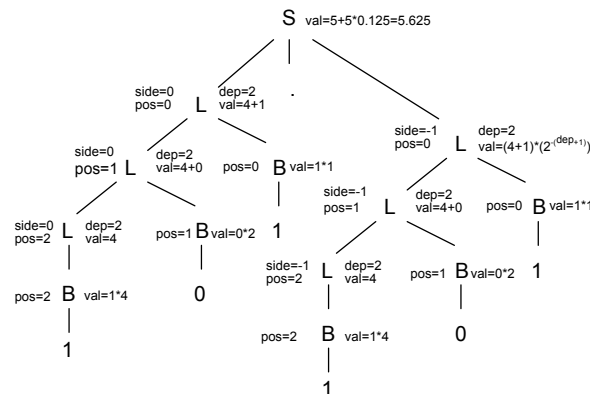 S val=5+5*0.125=5.625
side=0 dep=2
pos=0 L val=4+1
.
side=-1 dep=2
pos=0 L val=(4+1)*(2-(dep+1))
side=0 dep=2
pos=1 L val=4+0
pos=0 B val=1*1
side=-1 dep=2
pos=1 L val=4+0
pos=0 B val=1*1
side=0 dep=2
pos=2 L val=4
pos=1 B val=0*2
1
side=-1 dep=2
pos=2 L val=4
pos=1 B val=0*2
1
pos=2 B val=1*4
0
pos=2 B val=1*4
0
1
1